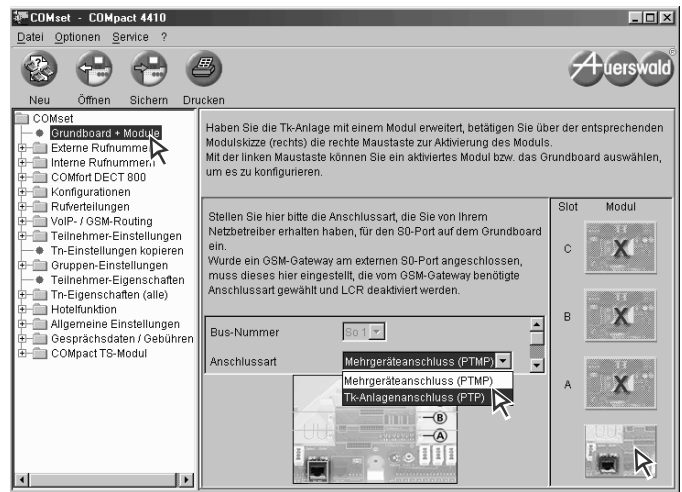 COMset - COMpact 4410
Datei Optionen Service ?
Neu Öffnen Sichern Drucken
Auerswald
COMset
Grundboard + Module
Externe Rufnummern
Interne Rufnummern
COMfort DECT 800
Konfigurationen
Rufverteilungen
VoIP- / GSM-Routing
Teilnehmer-Einstellungen
Tn-Einstellungen kopieren
Gruppen-Einstellungen
Teilnehmer-Eigenschaften
Tn-Eigenschaften (alle)
Hotelfunktion
Allgemeine Einstellungen
Gesprächsdaten / Gebühren
COMpact TS-Modul
Haben Sie die Tk-Anlage mit einem Modul erweitert, betätigen Sie über der entsprechenden
Modulskizze (rechts) die rechte Maustaste zur Aktivierung des Moduls.
Mit der linken Maustaste können Sie ein aktiviertes Modul bzw. das Grundboard auswählen,
um es zu konfigurieren.
Stellen Sie hier bitte die Anschlussart, die Sie von Ihrem
Netzbetreiber erhalten haben, für den S0-Port auf dem Grundboard
ein.
Wurde ein GSM-Gateway am externen S0-Port angeschlossen,
muss dieses hier eingestellt, die vom GSM-Gateway benötigte
Anschlussart gewählt und LCR deaktiviert werden.
Bus-Nummer So 1
Anschlussart Mehrgeräteanschluss (PTMP)
Mehrgeräteanschluss (PTMP)
Tk-Anlagenanschluss (PTP)
B
A
Slot Modul
C X
B X
A X